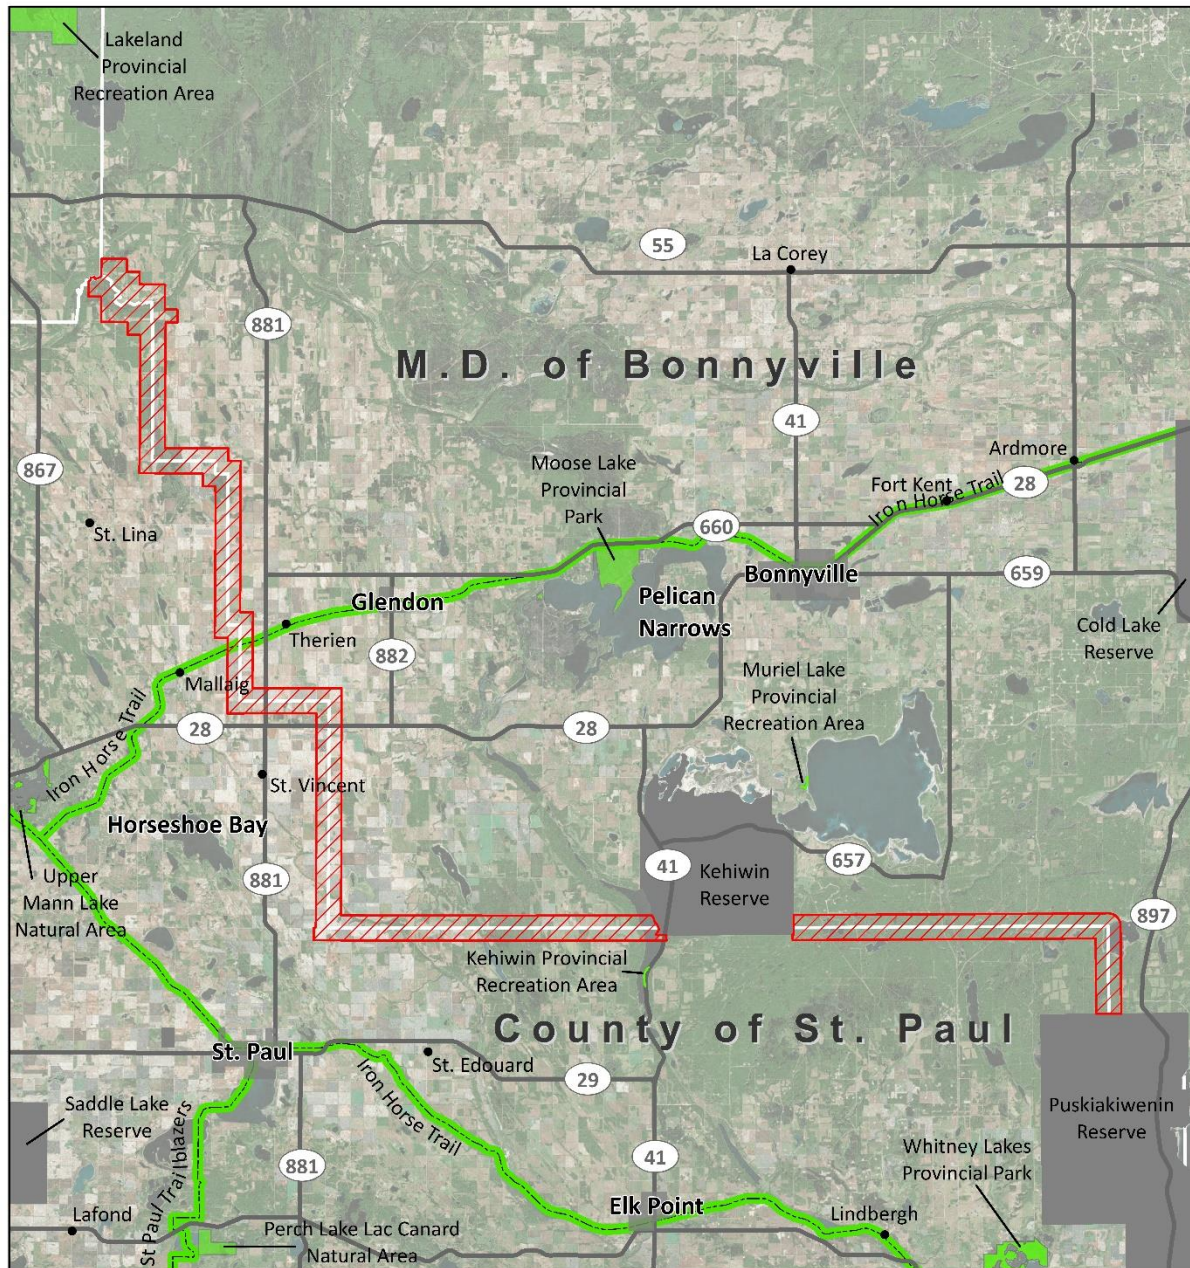 Lakeland
Provincial
Recreation Area
55
La Corey
881
M.D. of Bonnyville
41
867
Moose Lake
Provincial
Park
Ardmore
Fort Kent
28
Iron Horse Trail
St. Lina
660
Bonnyville
659
Glendon
Pelican
Narrows
Therien
882
Cold Lake
Reserve
Mallaig
Muriel Lake
Provincial
Recreation Area
Iron Horse Trail
28
28
St. Vincent
Horseshoe Bay
881
41
Kehiwin
Reserve
657
Upper
Mann Lake
Natural Area
897
Kehiwin Provincial
Recreation Area
County of St. Paul
St. Paul
St. Edouard
29
Iron Horse Trail
Saddle Lake
Reserve
St Paul Trailblazers
881
41
Puskiakiwenin
Reserve
Whitney Lakes
Provincial Park
Elk Point
Lafond
Lindbergh
Perch Lake Lac Canard
Natural Area